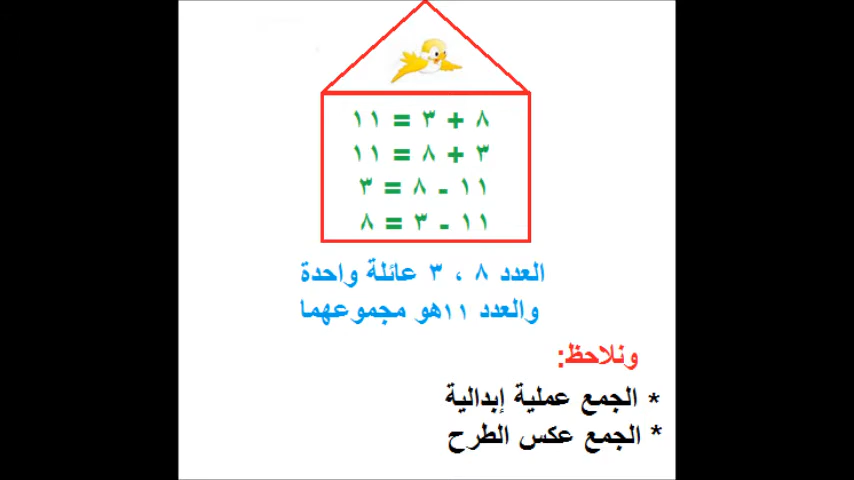 ٨ + ٣ = ١١
٣ + ٨ = ١١
١١ - ٨ = ٣
١١ - ٣ = ٨
العدد ٨ ، ٣ عائلة واحدة
والعدد ١١هو مجموعهما
ونلاحظ:
* الجمع عملية إبدالية
* الجمع عكس الطرح